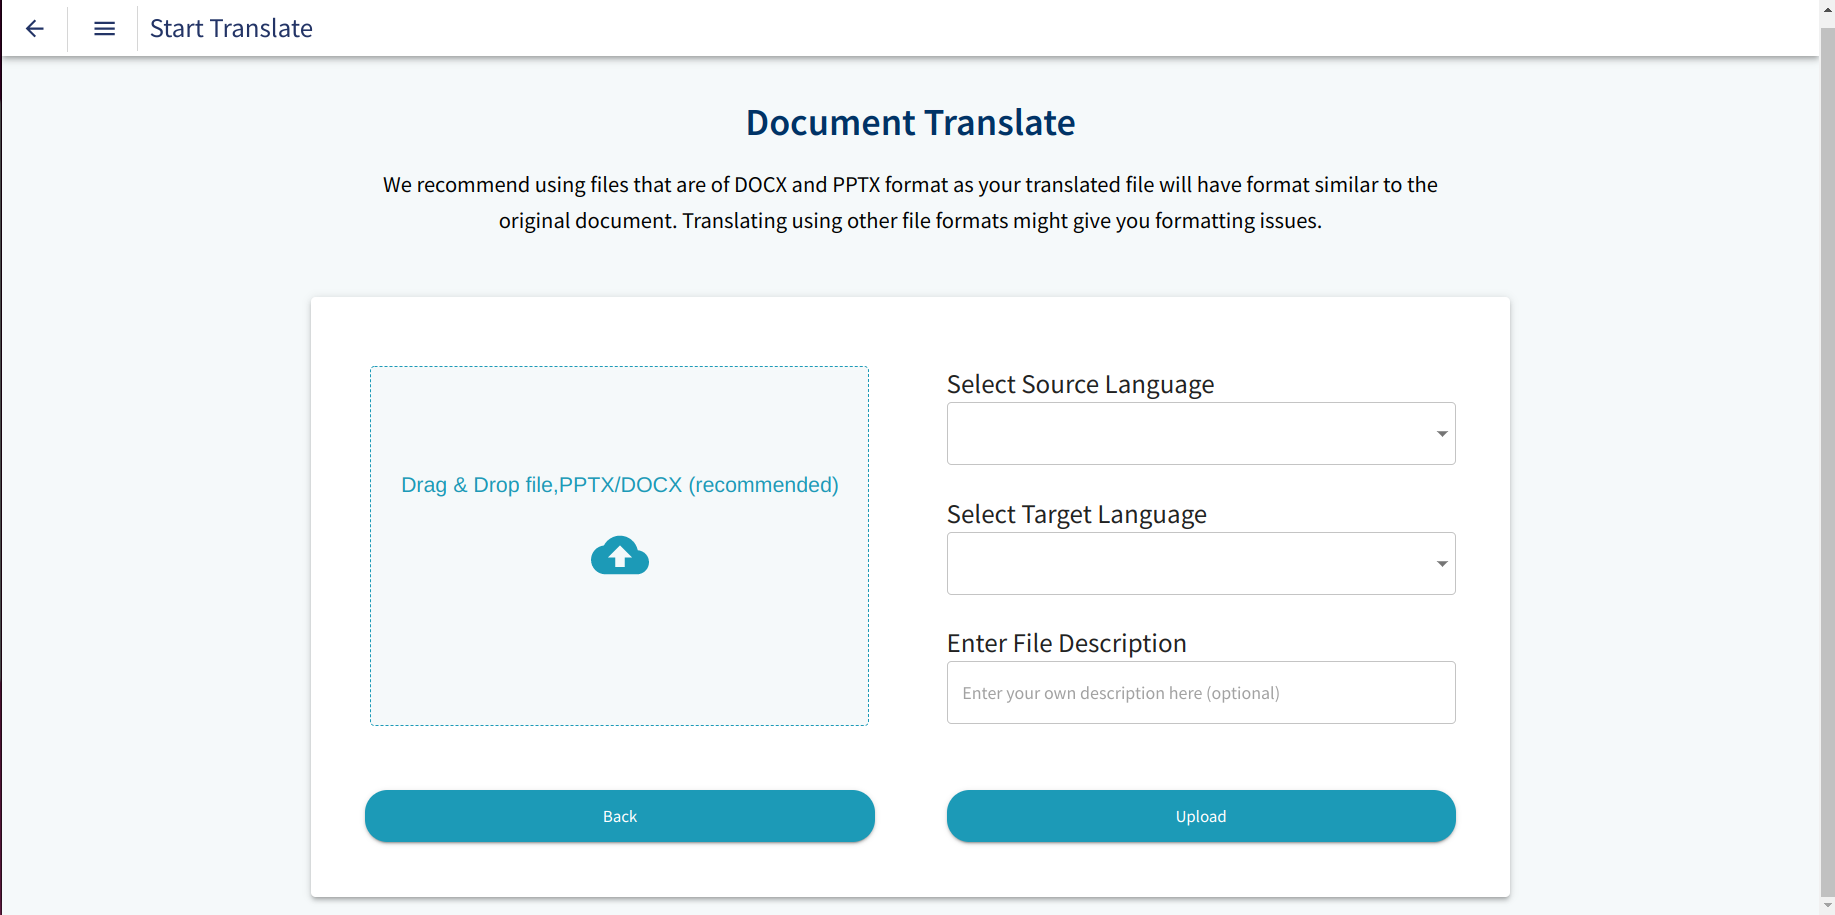 Start Translate
Document Translate
We recommend using files that are of DOCX and PPTX format as your translated file will have format similar to the
original document. Translating using other file formats might give you formatting issues.
Drag & Drop file,PPTX/DOCX (recommended)
Select Source Language
Select Target Language
Enter File Description
Enter your own description here (optional)
Back
Upload